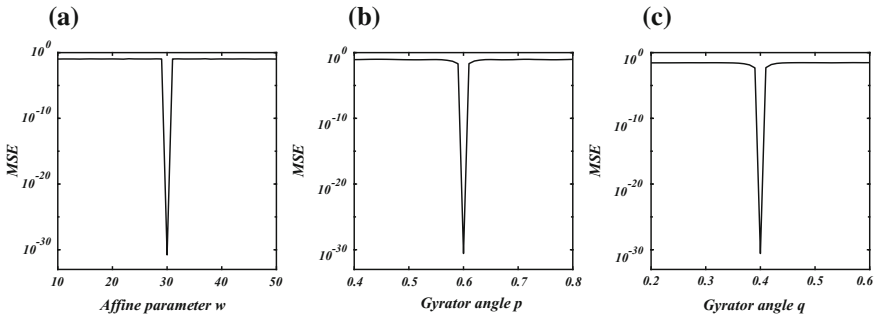 (a)
(b)
(c)
10^0
10^-10
10^-20
10^-30
MSE
10 20 30 40 50
Affine parameter w
10^0
10^-10
10^-20
10^-30
MSE
0.4 0.5 0.6 0.7 0.8
Gyrator angle p
10^0
10^-10
10^-20
10^-30
MSE
0.2 0.3 0.4 0.5 0.6
Gyrator angle q